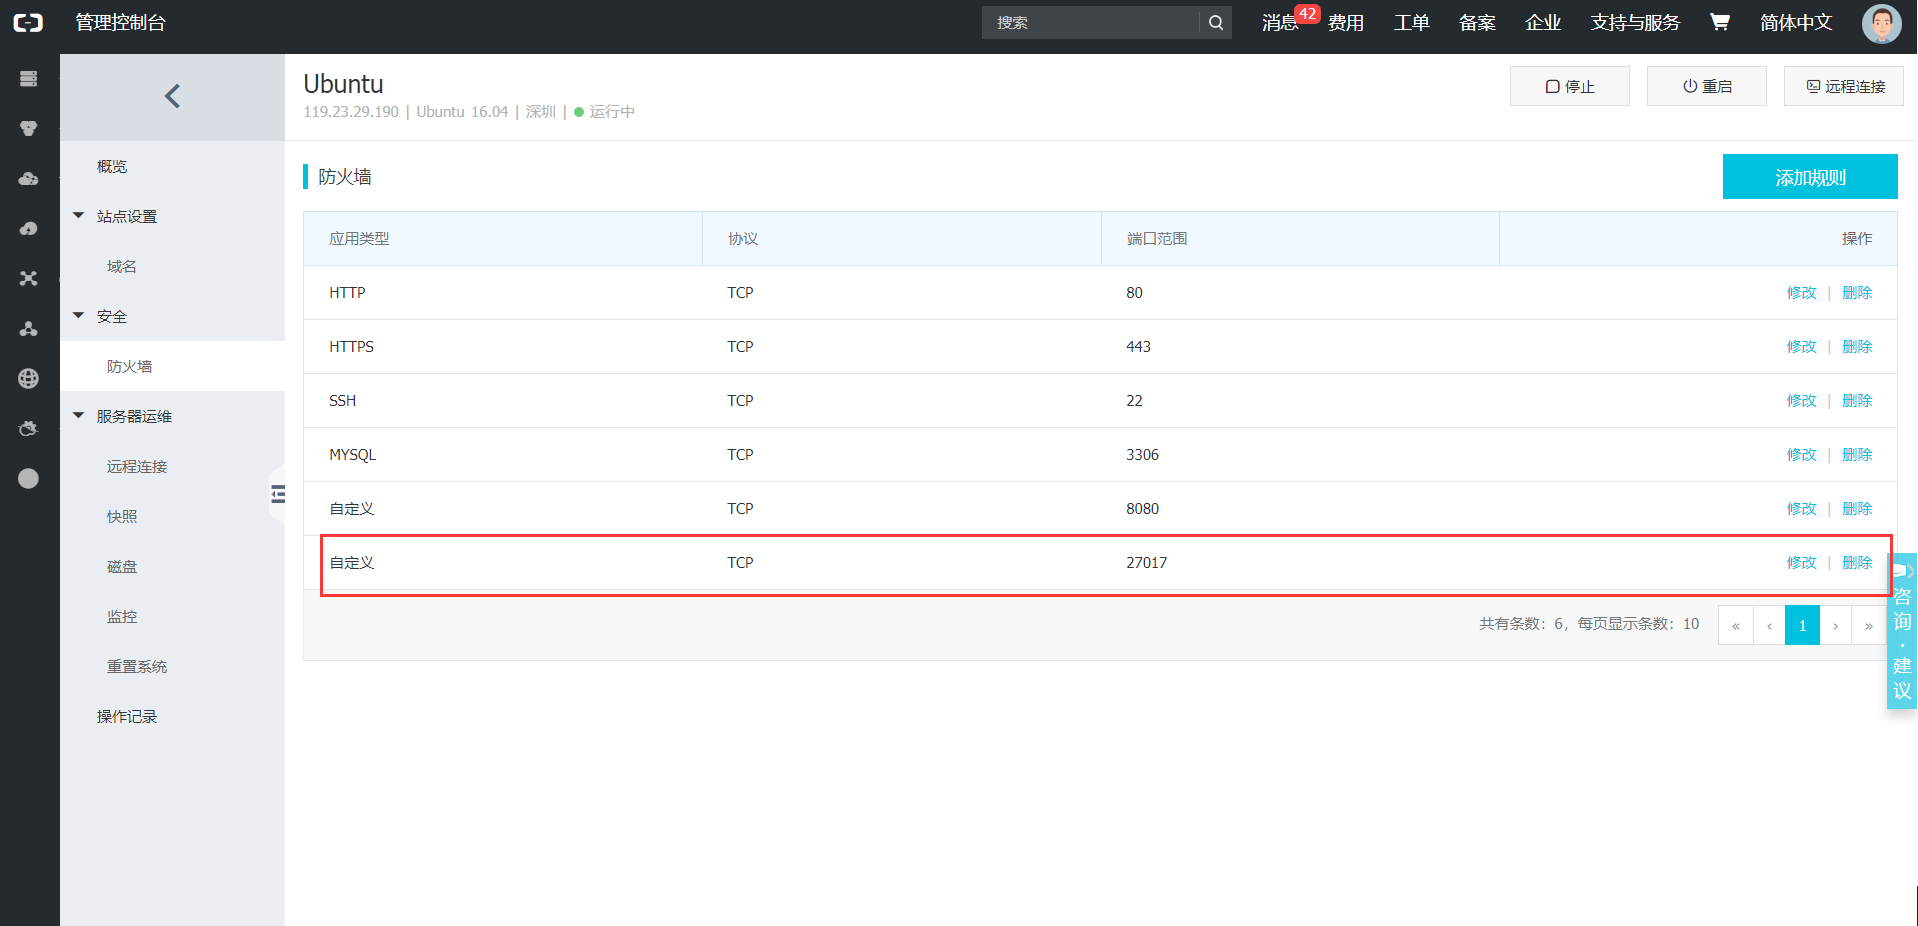 管理控制台
搜索
消息 42 费用 工单 备案 企业 支持与服务 简体中文
概览
站点设置
域名
安全
防火墙
服务器运维
远程连接
快照
磁盘
监控
重置系统
操作记录
Ubuntu
119.23.29.190 | Ubuntu 16.04 | 深圳 | 运行中
停止 重启 远程连接
防火墙
添加规则
应用类型 协议 端口范围 操作
HTTP TCP 80 修改 | 删除
HTTPS TCP 443 修改 | 删除
SSH TCP 22 修改 | 删除
MYSQL TCP 3306 修改 | 删除
自定义 TCP 8080 修改 | 删除
自定义 TCP 27017 修改 | 删除
共有条数：6，每页显示条数：10 « ‹ 1 › »
咨询·建议